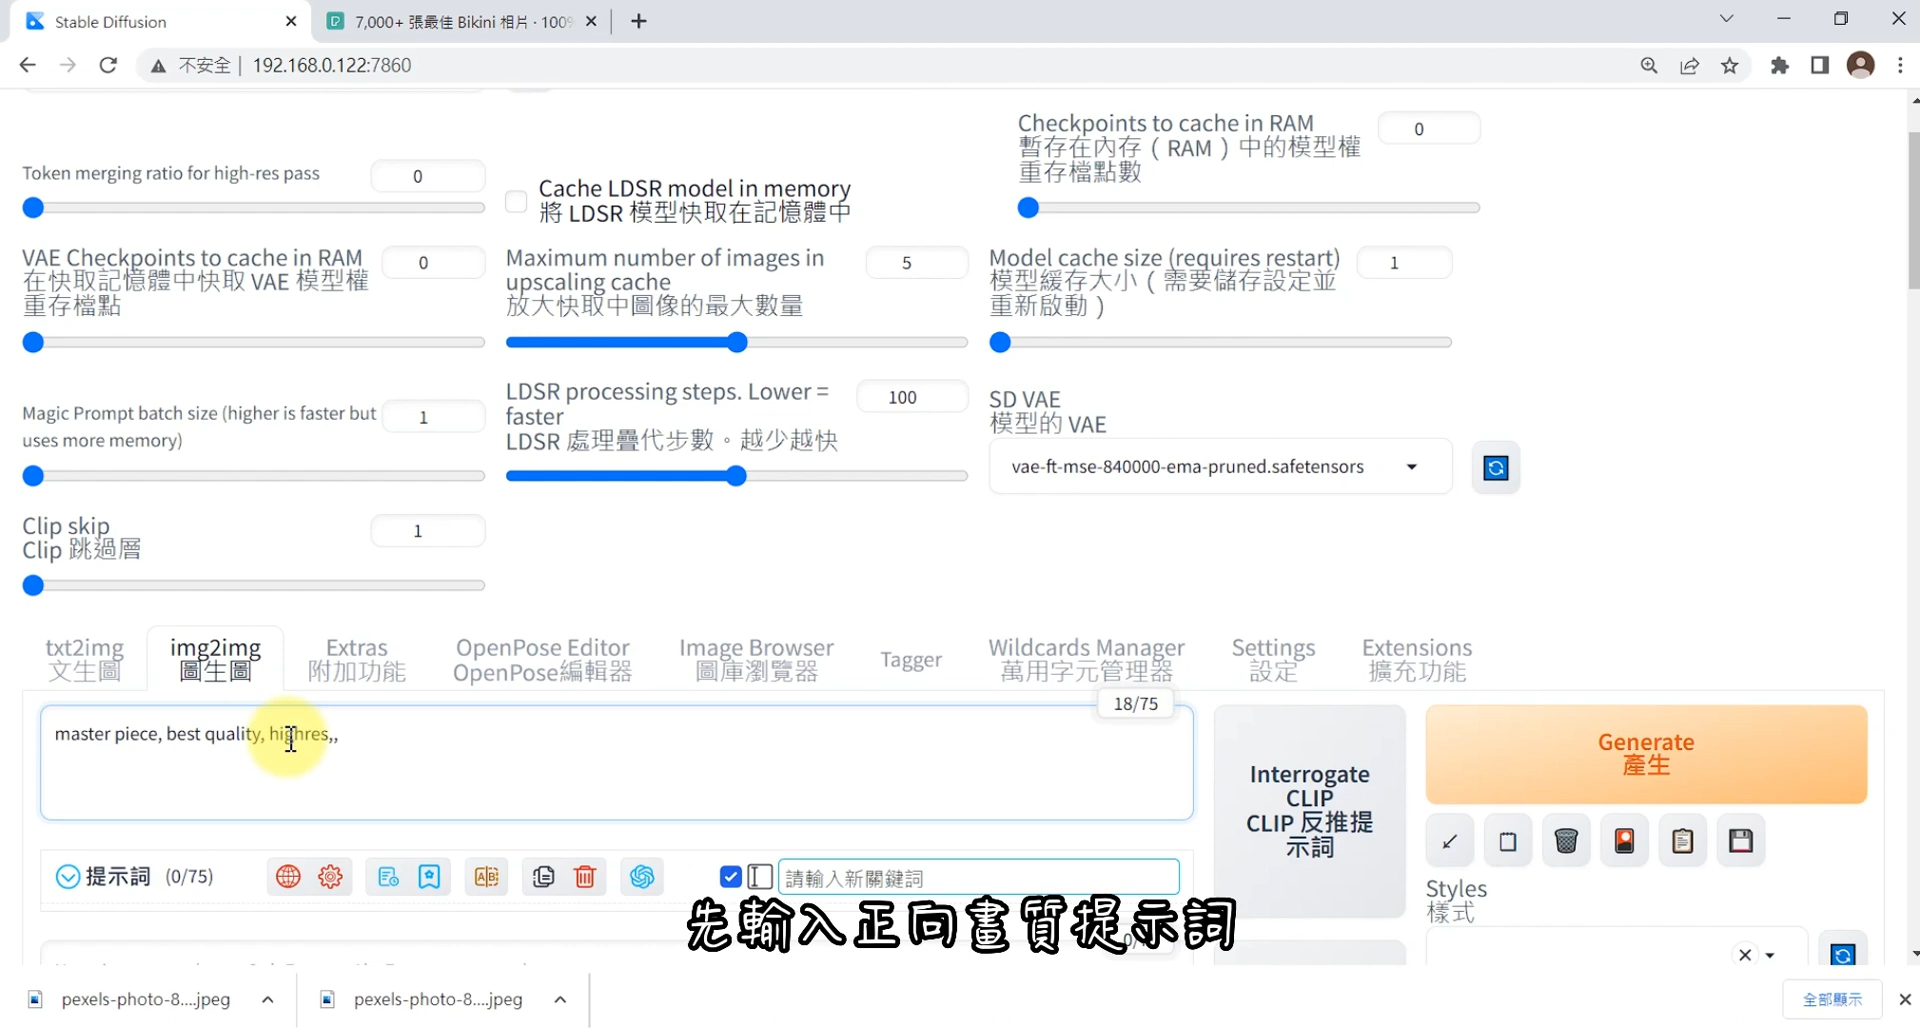 Stable Diffusion
7,000+ 張最佳 Bikini 相片 · 100%
不安全
192.168.0.122:7860
Checkpoints to cache in RAM
暫存在內存（RAM）中的模型權
重存檔點數
0
Token merging ratio for high-res pass
0
Cache LDSR model in memory
將 LDSR 模型快取在記憶體中
VAE Checkpoints to cache in RAM
在快取記憶體中快取 VAE 模型權
重存檔點
0
Maximum number of images in
upscaling cache
放大快取中圖像的最大數量
5
Model cache size (requires restart)
模型緩存大小（需要儲存設定並
重新啟動）
1
Magic Prompt batch size (higher is faster but
uses more memory)
1
LDSR processing steps. Lower =
faster
LDSR 處理疊代步數。越少越快
100
SD VAE
模型的 VAE
vae-ft-mse-840000-ema-pruned.safetensors
Clip skip
Clip 跳過層
1
txt2img
文生圖
img2img
圖生圖
Extras
附加功能
OpenPose Editor
OpenPose編輯器
Image Browser
圖庫瀏覽器
Tagger
Wildcards Manager
萬用字元管理器
Settings
設定
Extensions
擴充功能
18/75
master piece, best quality, highres,,
Interrogate
CLIP
CLIP 反推提
示詞
Generate
產生
提示詞 (0/75)
請輸入新關鍵詞
Styles
樣式
先輸入正向畫質提示詞
pexels-photo-8....jpeg
pexels-photo-8....jpeg
全部顯示